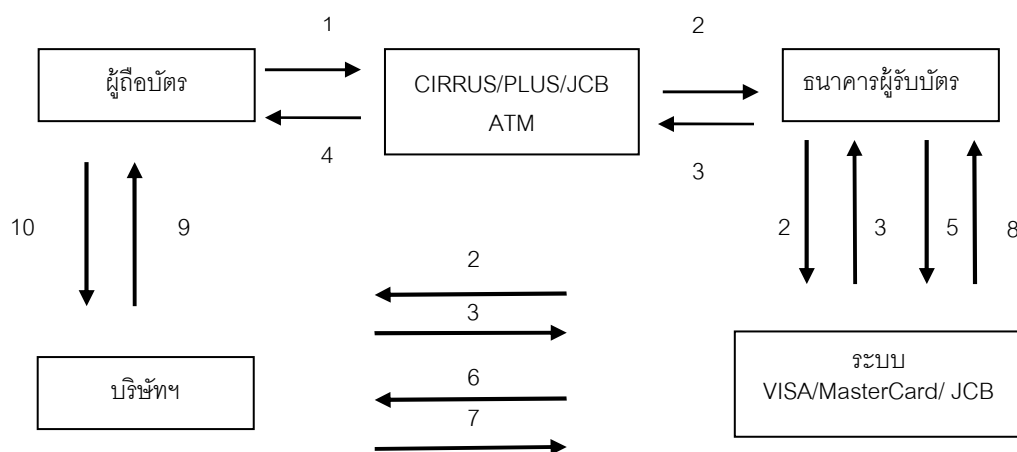 1
2
ผู้ถือบัตร
CIRRUS/PLUS/JCB
ATM
ธนาคารผู้รับบัตร
4
3
10
9
2
3
5
8
2
3
6
7
บริษัทฯ
ระบบ
VISA/MasterCard/ JCB